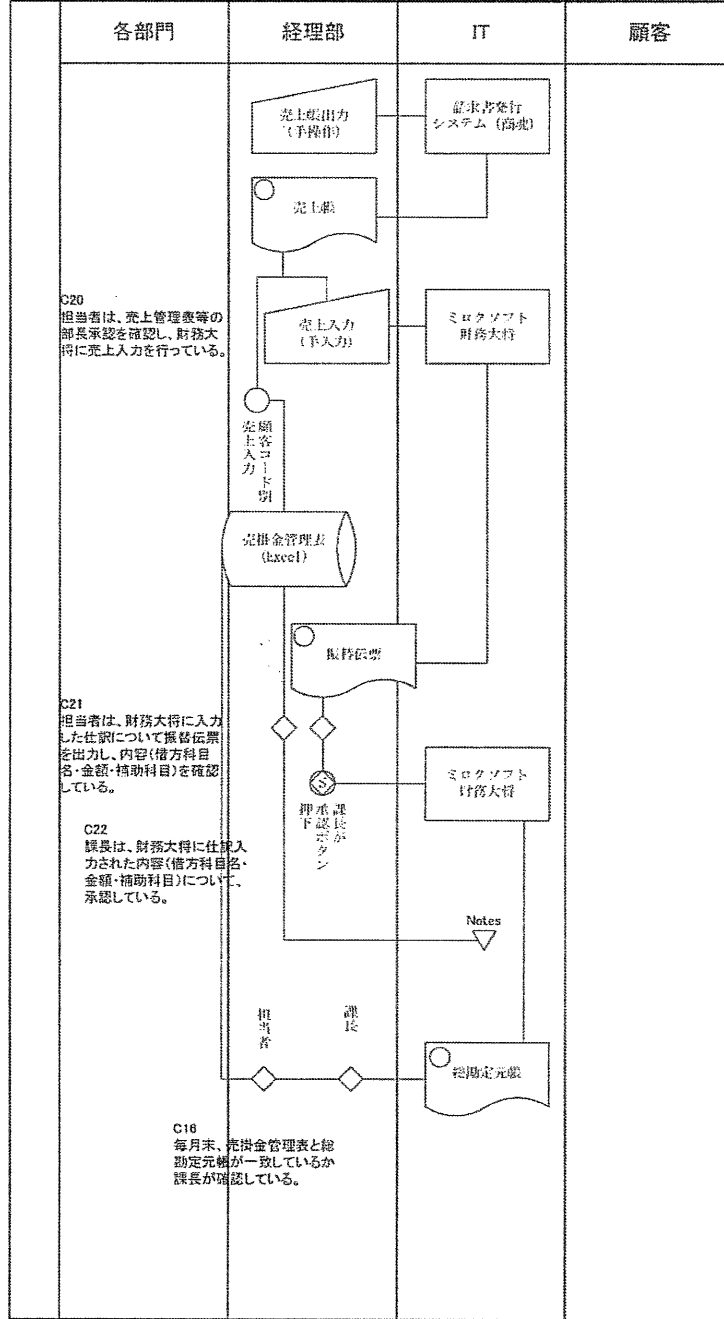 各部門
経理部
IT
顧客
売上帳出力
(手操作)
請求書発行
システム (商魂)
売上帳
C20
担当者は、売上管理表等の
部長承認を確認し、財務大
将に売上入力を行っている。
売上入力
(手入力)
ミロクソフト
財務大将
顧客コード別
売上入力
売掛金管理表
(Excel)
振替伝票
C21
担当者は、財務大将に入力
した仕訳について振替伝票
を出力し、内容(借方科目
名・金額・補助科目)を確認
している。
S
課長が
承認ボタン
押下
ミロクソフト
財務大将
C22
課長は、財務大将に仕訳入
力された内容(借方科目名・
金額・補助科目)について、
承認している。
Notes
担当者
課長
総勘定元帳
C16
毎月末、売掛金管理表と総
勘定元帳が一致しているか
課長が確認している。